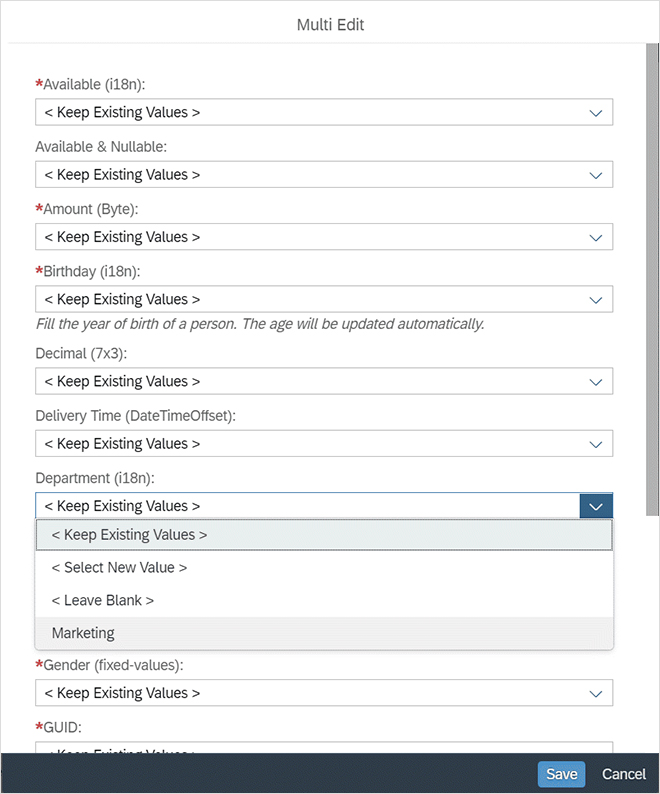 Multi Edit
*Available (i18n):
< Keep Existing Values >
Available & Nullable:
< Keep Existing Values >
*Amount (Byte):
< Keep Existing Values >
*Birthday (i18n):
< Keep Existing Values >
Fill the year of birth of a person. The age will be updated automatically.
Decimal (7x3):
< Keep Existing Values >
Delivery Time (DateTimeOffset):
< Keep Existing Values >
Department (i18n):
< Keep Existing Values >
< Keep Existing Values >
< Select New Value >
< Leave Blank >
Marketing
*Gender (fixed-values):
< Keep Existing Values >
*GUID:
< Keep Existing Values >
Save Cancel